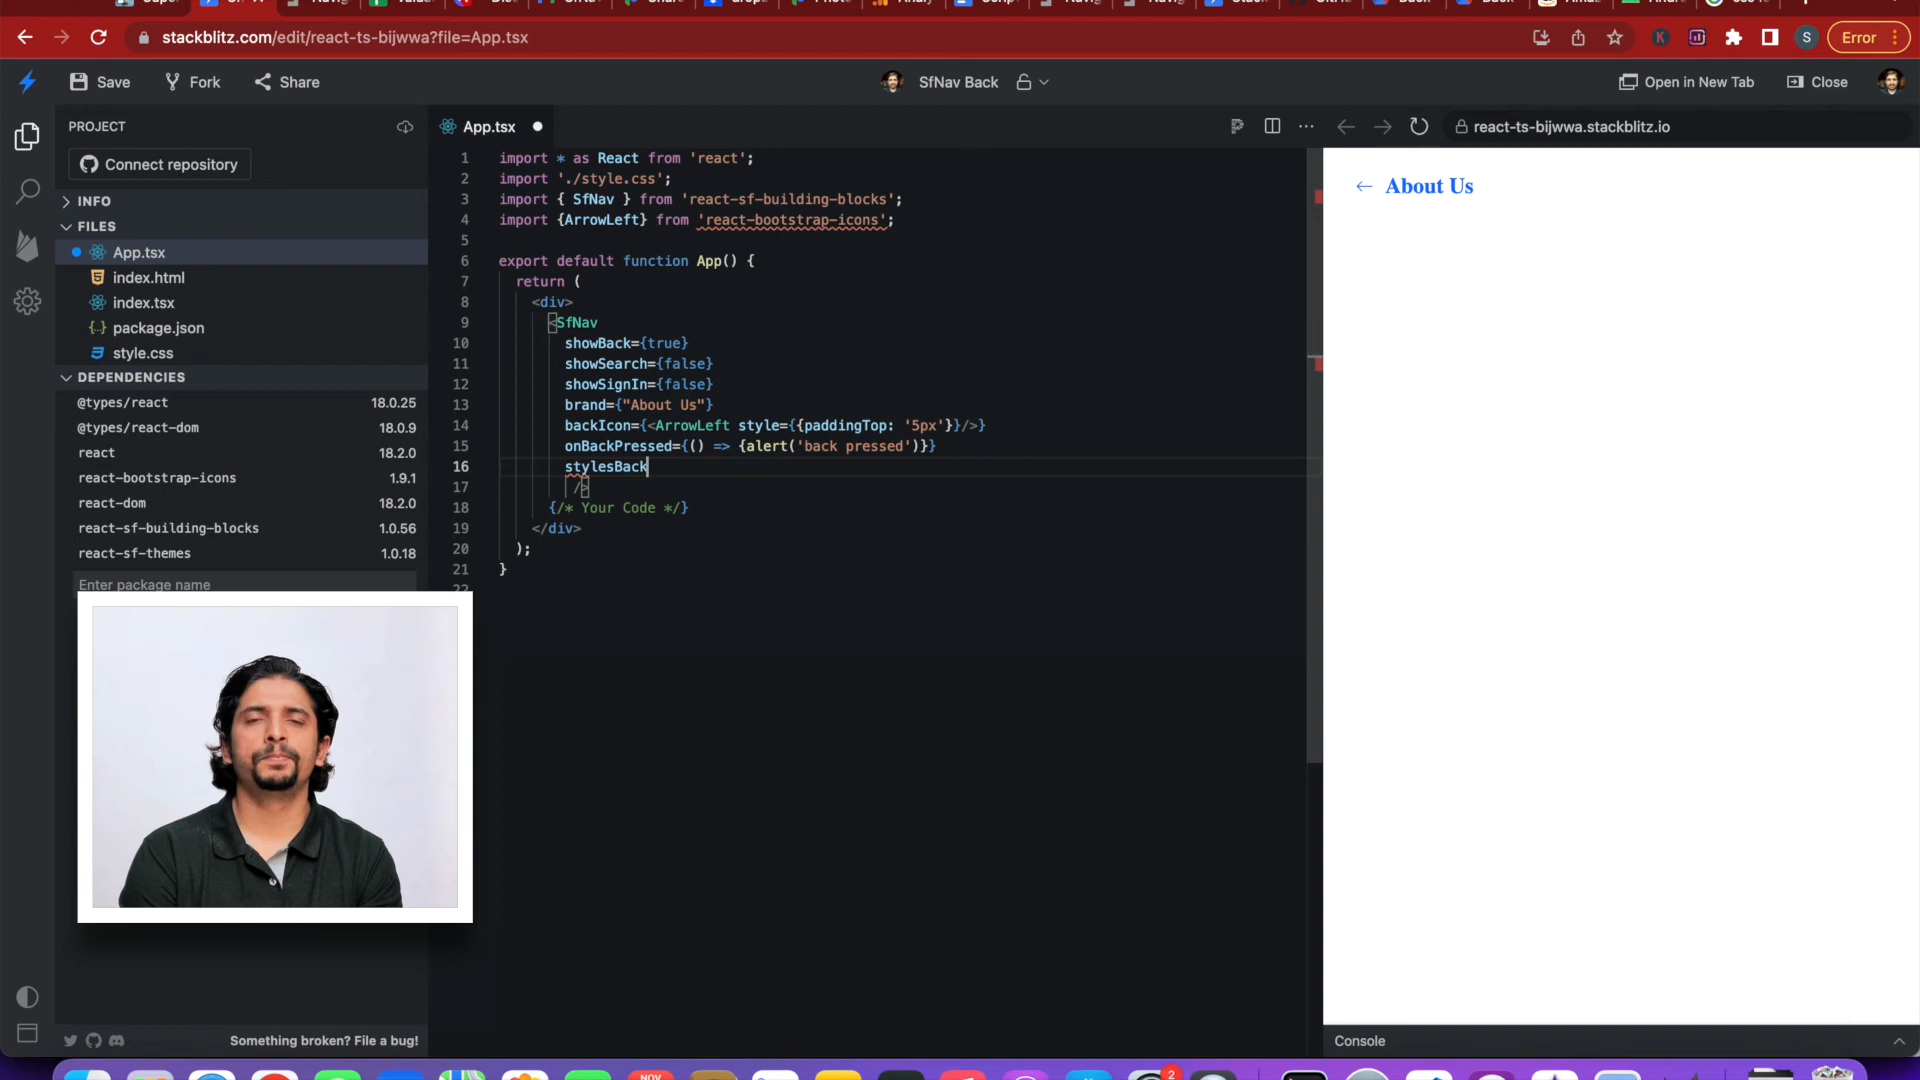 stackblitz.com/edit/react-ts-bijwwa?file=App.tsx
S
Error
Save
Fork
Share
SfNav Back
Open in New Tab
Close
PROJECT
App.tsx
react-ts-bijwwa.stackblitz.io
Connect repository
INFO
FILES
App.tsx
index.html
index.tsx
package.json
style.css
DEPENDENCIES
@types/react 18.0.25
@types/react-dom 18.0.9
react 18.2.0
react-bootstrap-icons 1.9.1
react-dom 18.2.0
react-sf-building-blocks 1.0.56
react-sf-themes 1.0.18
Enter package name
1 import * as React from 'react';
2 import './style.css';
3 import { SfNav } from 'react-sf-building-blocks';
4 import {ArrowLeft} from 'react-bootstrap-icons';
5
6 export default function App() {
7 return (
8 <div>
9 <SfNav
10 showBack={true}
11 showSearch={false}
12 showSignIn={false}
13 brand={"About Us"}
14 backIcon={<ArrowLeft style={{paddingTop: '5px'}}/>}
15 onBackPressed={() => {alert('back pressed')}}
16 stylesBack
17 />
18 {/* Your Code */}
19 </div>
20 );
21 }
22
← About Us
Something broken? File a bug!
Console
NOV
2